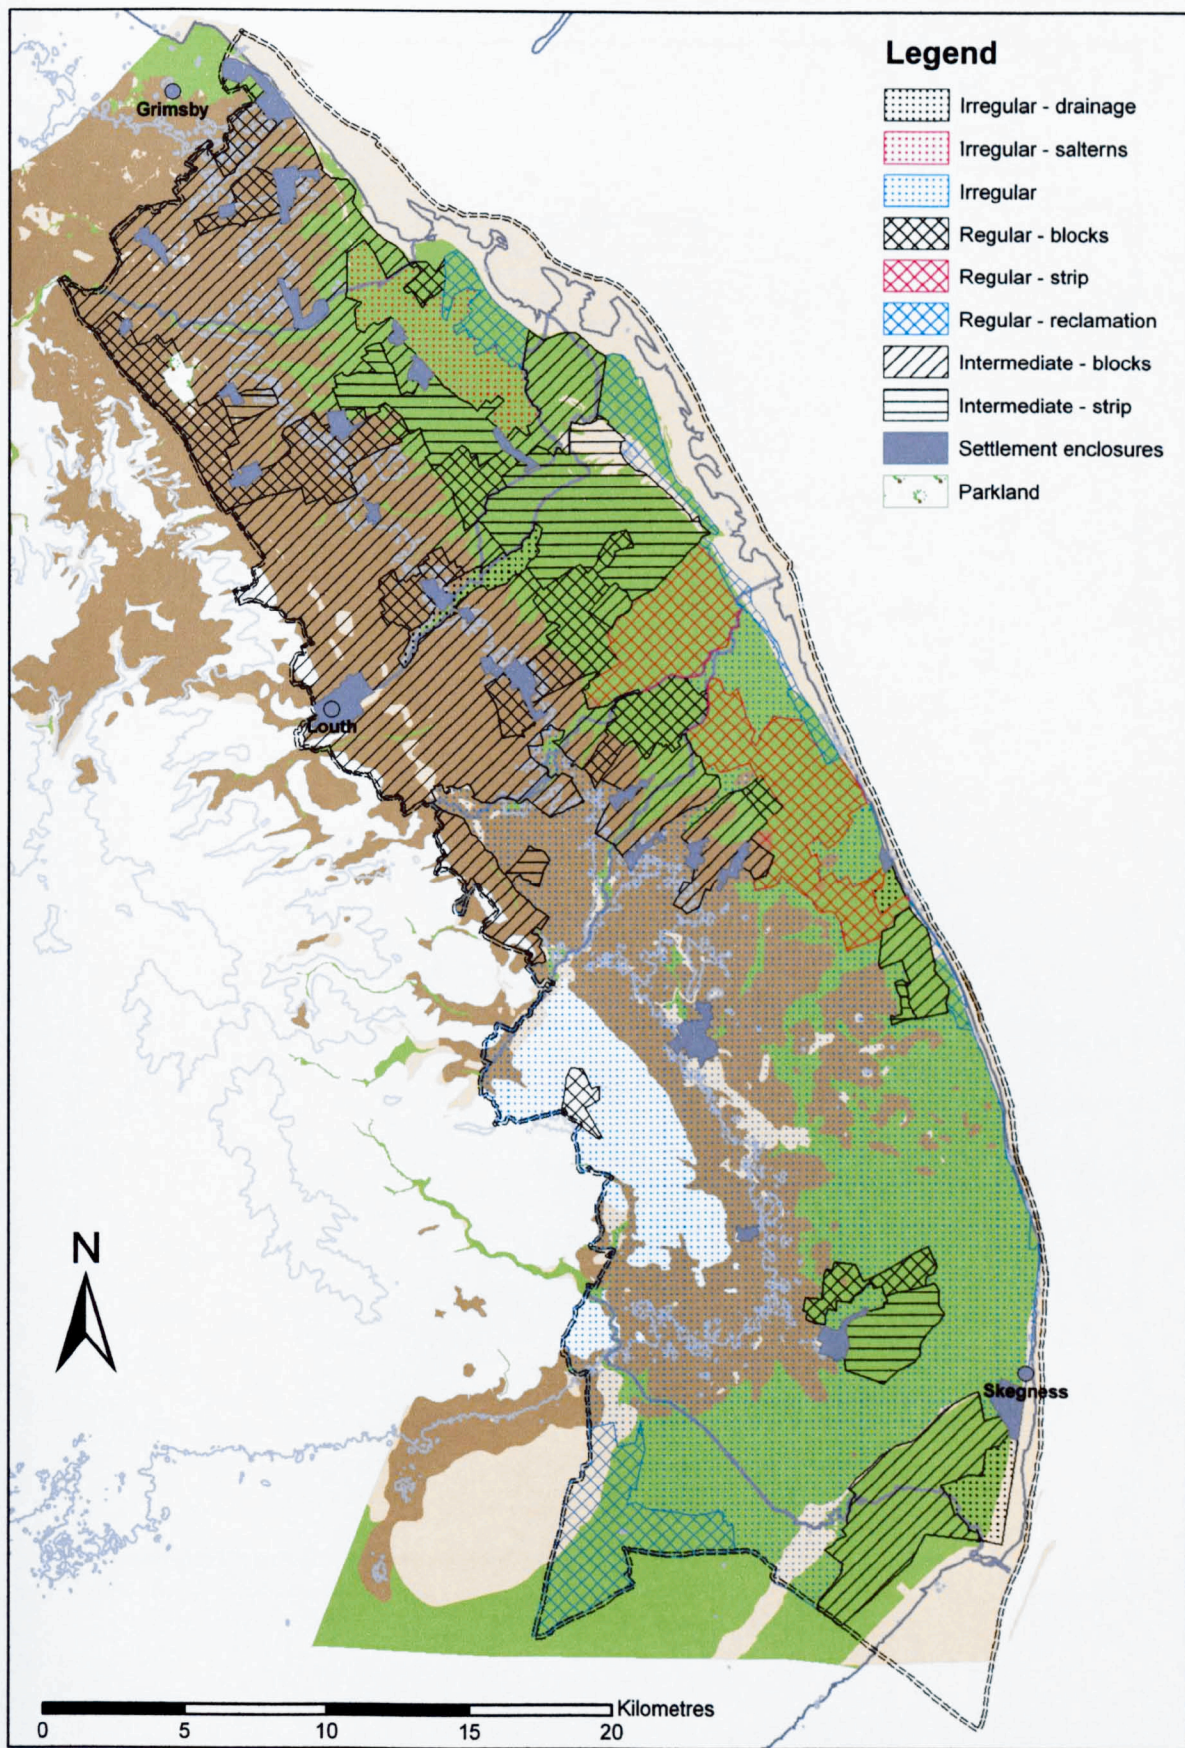 Legend
Irregular - drainage
Irregular - salterns
Irregular
Regular - blocks
Regular - strip
Regular - reclamation
Intermediate - blocks
Intermediate - strip
Settlement enclosures
Parkland
Grimsby
Louth
N
Skegness
Kilometres
0 5 10 15 20